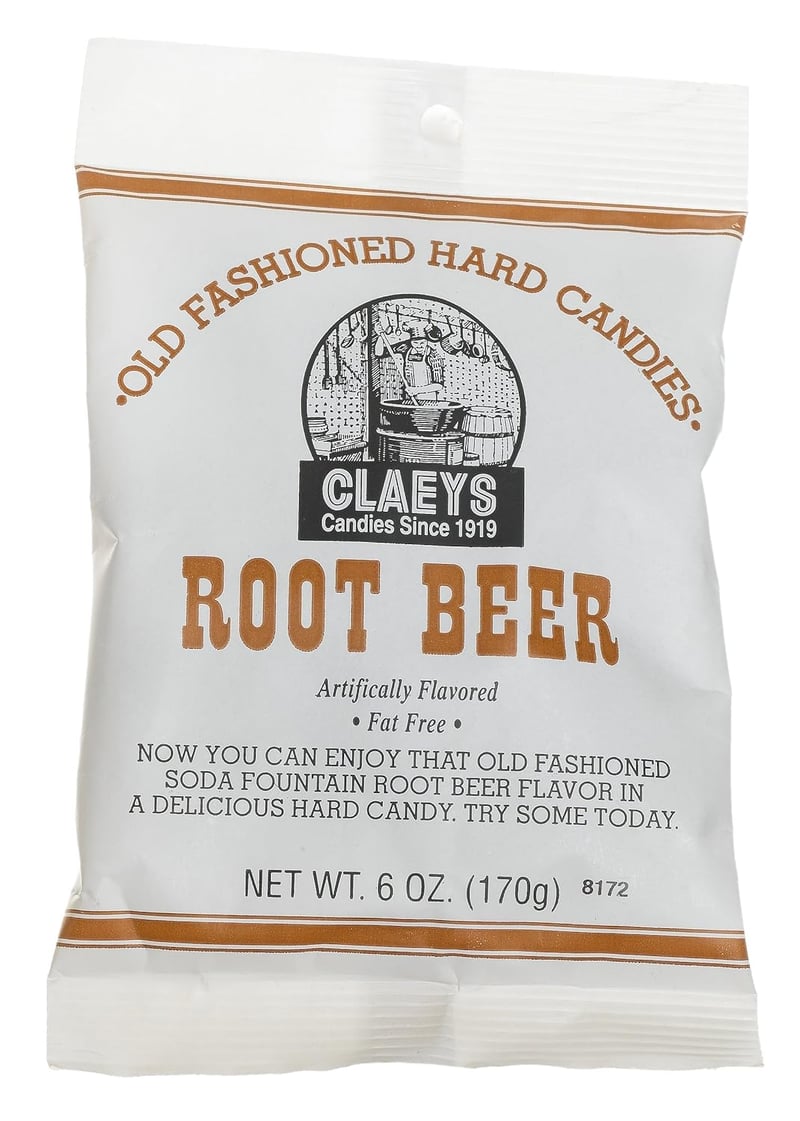 •OLD FASHIONED HARD CANDIES•
CLAEYS
Candies Since 1919
ROOT BEER
Artifically Flavored
• Fat Free •
NOW YOU CAN ENJOY THAT OLD FASHIONED
SODA FOUNTAIN ROOT BEER FLAVOR IN
A DELICIOUS HARD CANDY. TRY SOME TODAY.
NET WT. 6 OZ. (170g) 8172